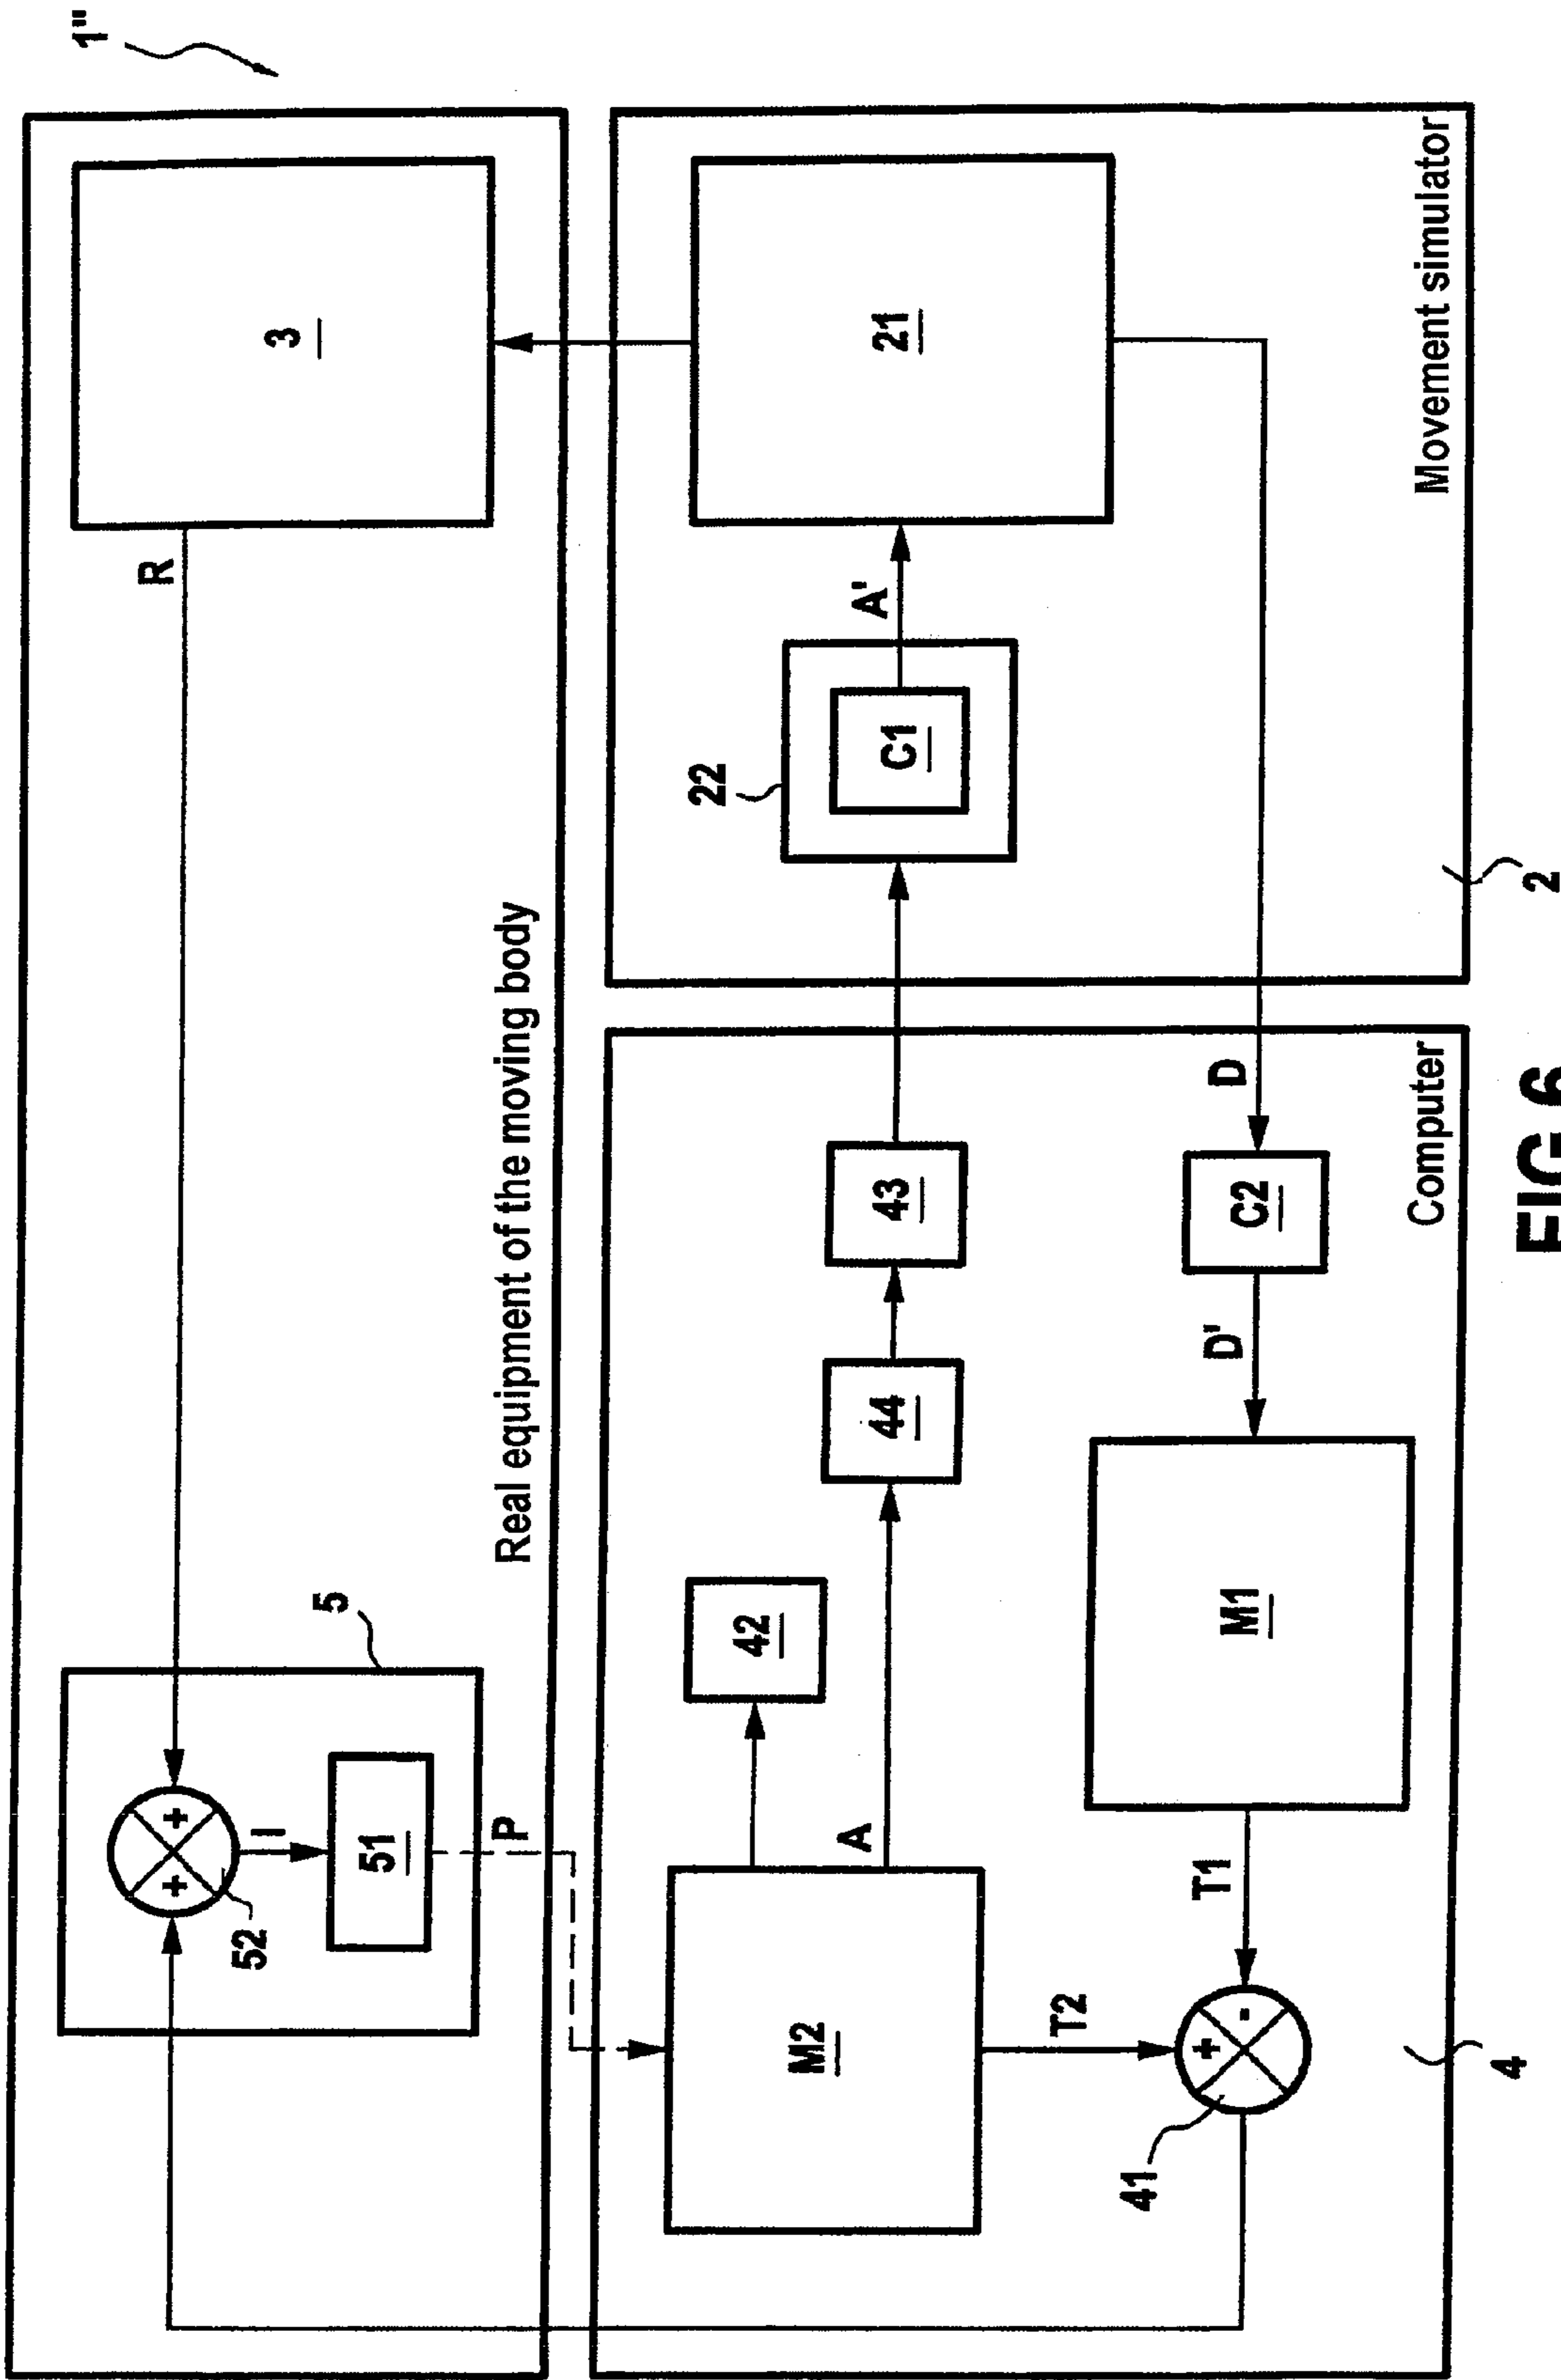 1"
R
3
+ +
I
52
5
51
P
Real equipment of the moving body
M2
42
A
44
43
22
C1
A'
21
T2
41
+ -
T1
M1
D'
C2
D
Computer
Movement simulator
4
2
FIG.6